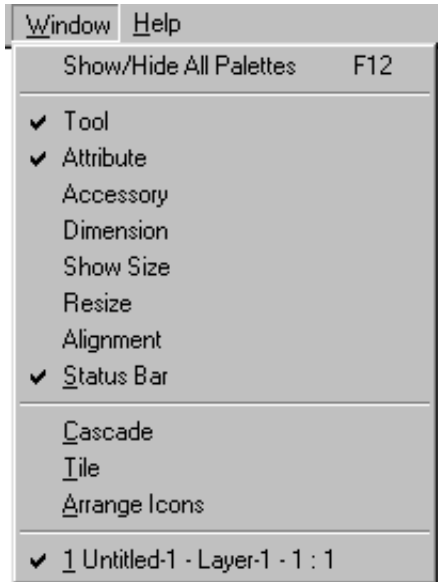 Window Help
Show/Hide All Palettes F12
Tool
Attribute
Accessory
Dimension
Show Size
Resize
Alignment
Status Bar
Cascade
Tile
Arrange Icons
1 Untitled-1 - Layer-1 - 1 : 1